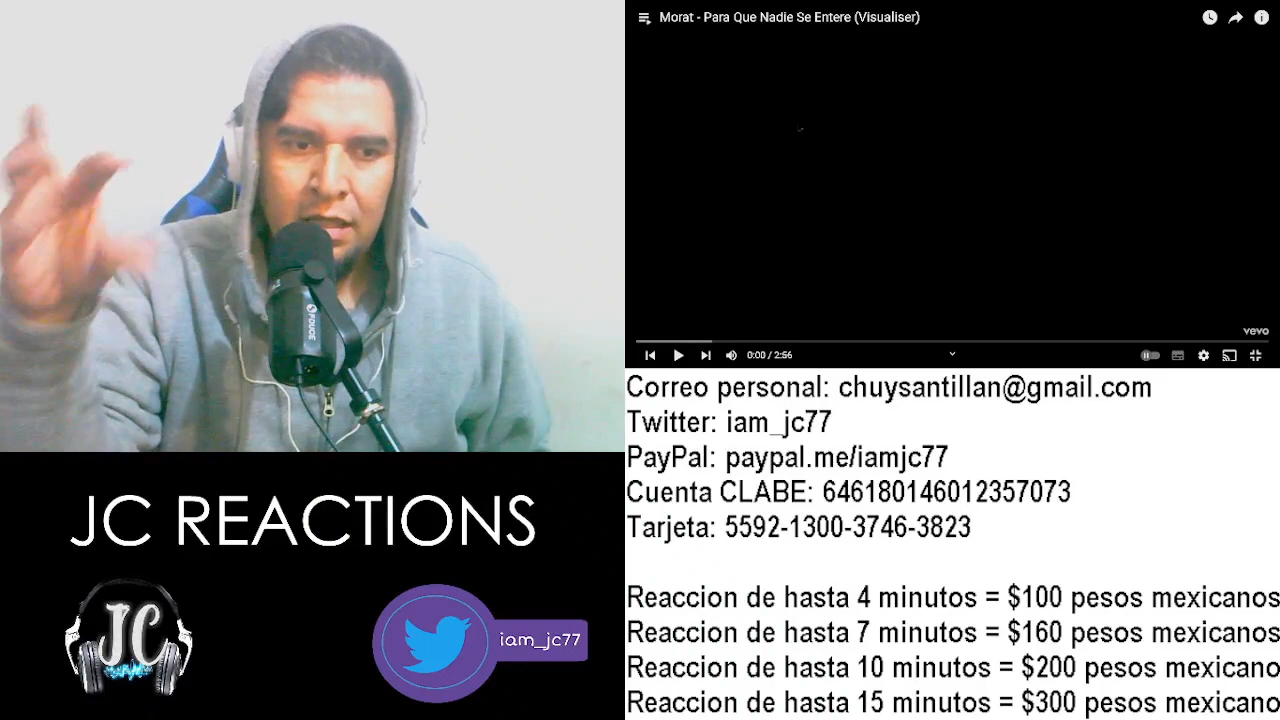 Morat - Para Que Nadie Se Entere (Visualiser)
vevo
0:00 / 2:56
Correo personal: chuysantillan@gmail.com
Twitter: iam_jc77
PayPal: paypal.me/iamjc77
Cuenta CLABE: 646180146012357073
Tarjeta: 5592-1300-3746-3823
Reaccion de hasta 4 minutos = $100 pesos mexicanos
Reaccion de hasta 7 minutos = $160 pesos mexicanos
Reaccion de hasta 10 minutos = $200 pesos mexicano
Reaccion de hasta 15 minutos = $300 pesos mexicano
FDUCE
JC REACTIONS
JC
iam_jc77